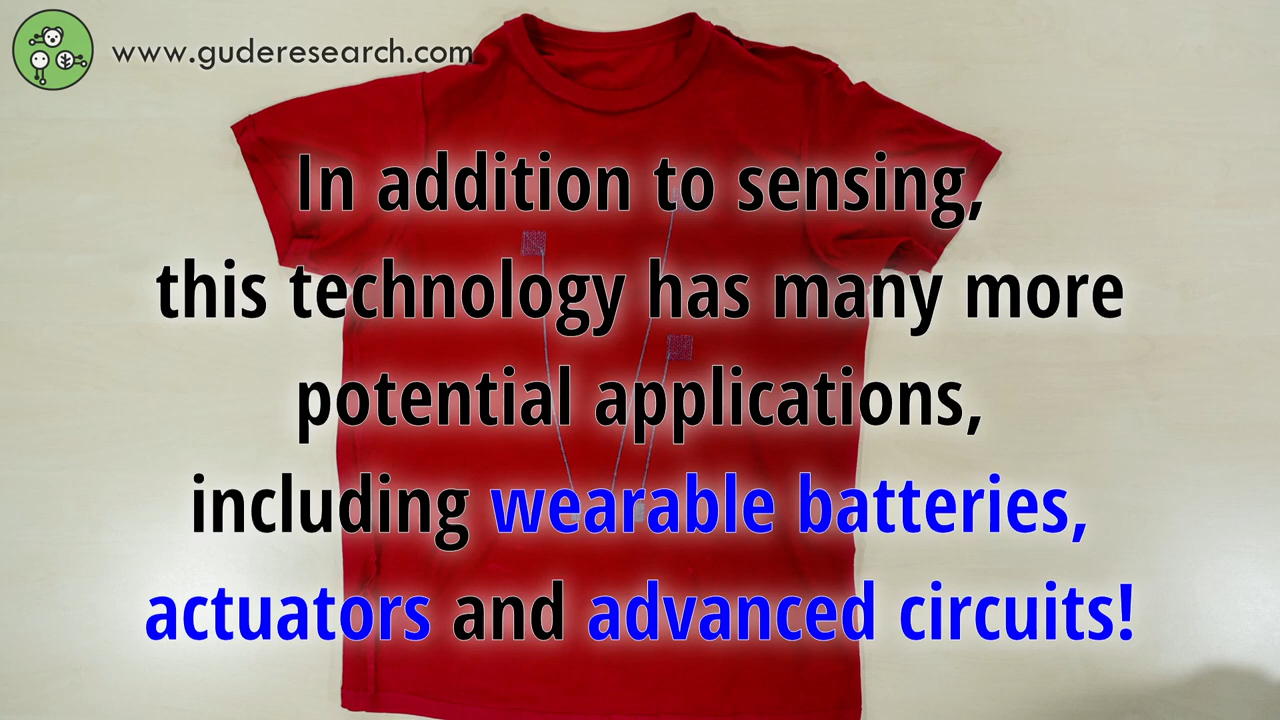 www.guderesearch.com
In addition to sensing,
this technology has many more
potential applications,
including wearable batteries,
actuators and advanced circuits!